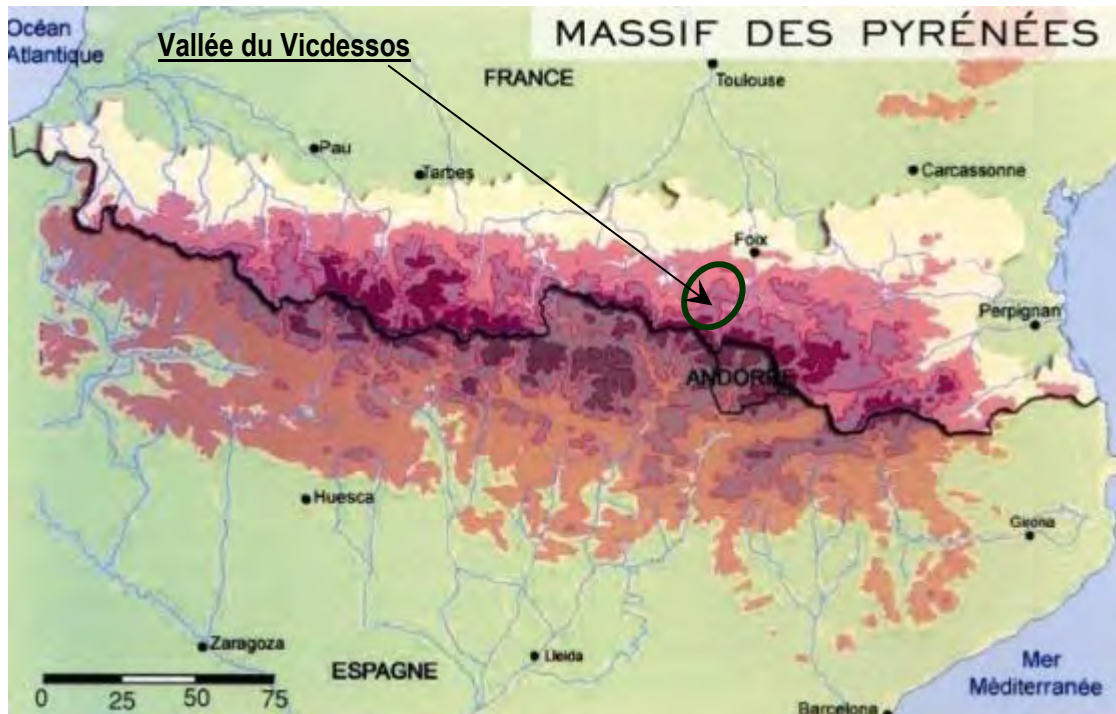 MASSIF DES PYRÉNÉES
Océan
Atlantique
Vallée du Vicdessos
FRANCE
Toulouse
Pau
Tarbes
Carcassonne
Foix
Perpignan
ANDORRE
Huesca
Girona
Zaragoza
ESPAGNE
Lleida
Mer
Méditerranée
Barcelona
0 25 50 75